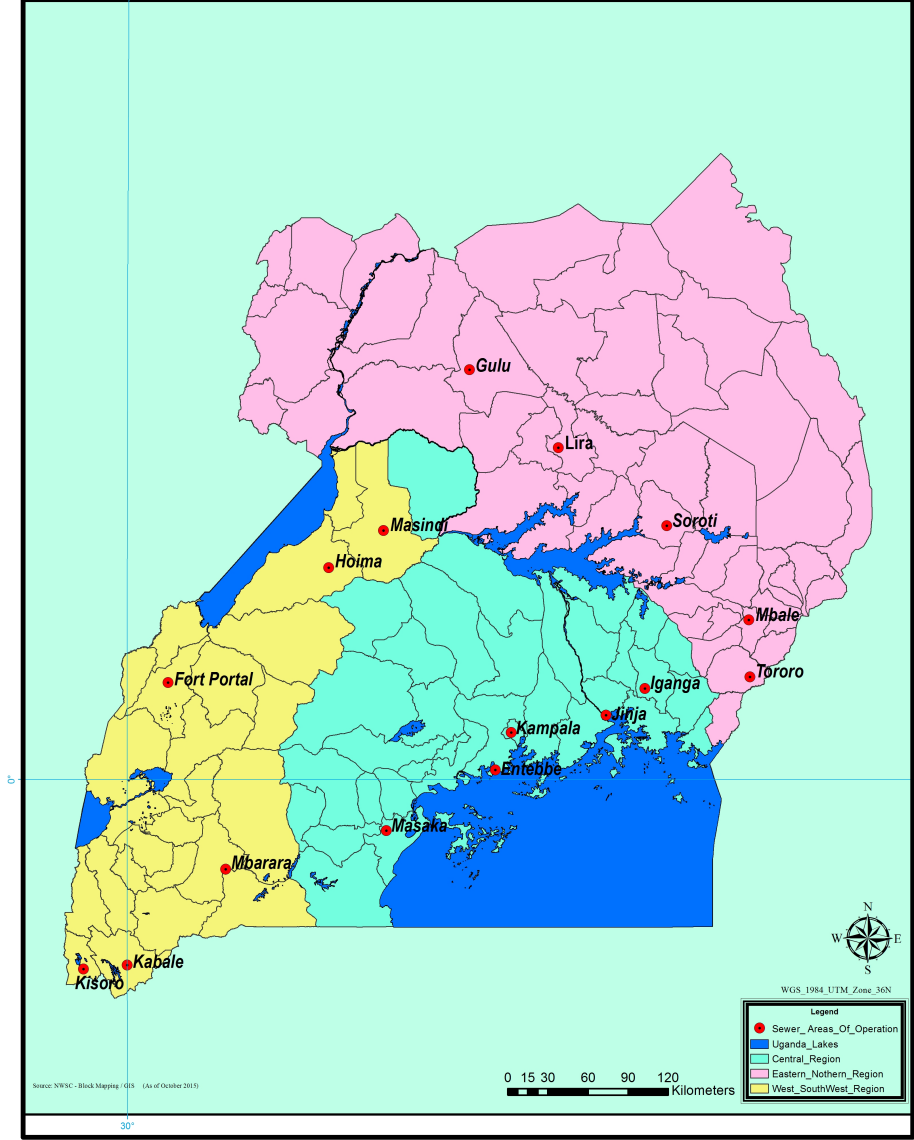 Gulu
Lira
Soroti
Masindi
Hoima
Mbale
Tororo
Fort Portal
Iganga
Jinja
Kampala
Entebbe
0°
Masaka
Mbarara
N
W E
S
Kabale
Kisoro
WGS_1984_UTM_Zone_36N
Legend
Sewer_Areas_Of_Operation
Uganda_Lakes
Central_Region
Eastern_Nothern_Region
West_SouthWest_Region
0 15 30 60 90 120
Kilometers
Source: NWSC - Block Mapping / GIS (As of October 2015)
30°